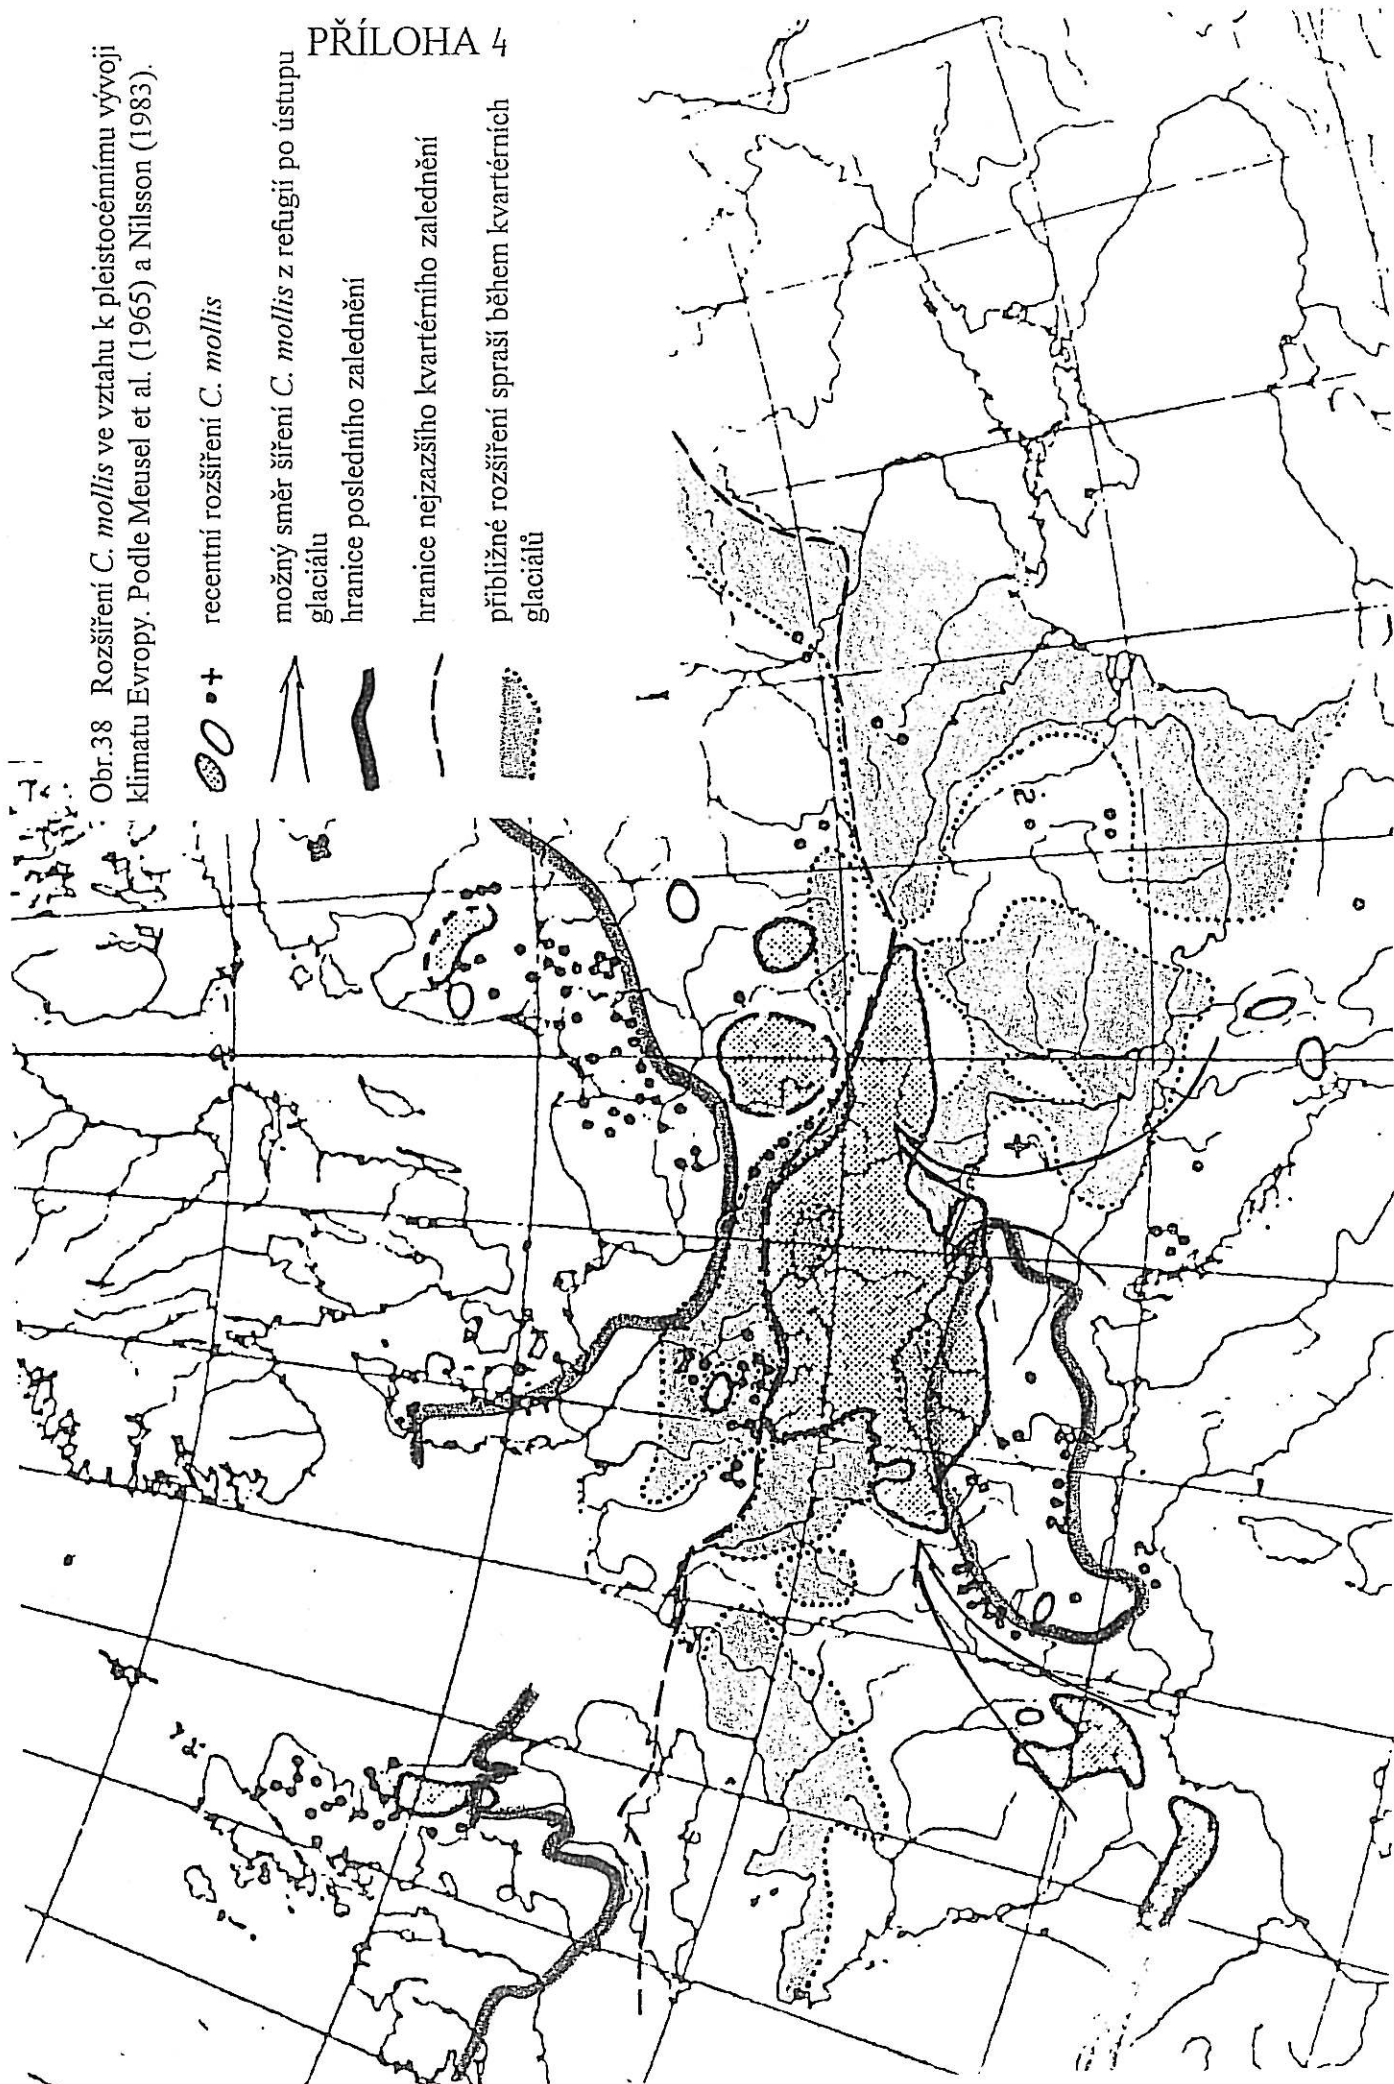 PŘÍLOHA 4
Obr.38 Rozšíření C. mollis ve vztahu k pleistocénnímu vývoji
klimatu Evropy. Podle Meusel et al. (1965) a Nilsson (1983).
recentní rozšíření C. mollis
možný směr šíření C. mollis z refugií po ústupu
glaciálu
hranice posledního zalednění
hranice nejzazšího kvartérního zalednění
přibližné rozšíření spraší během kvartérních
glaciálů